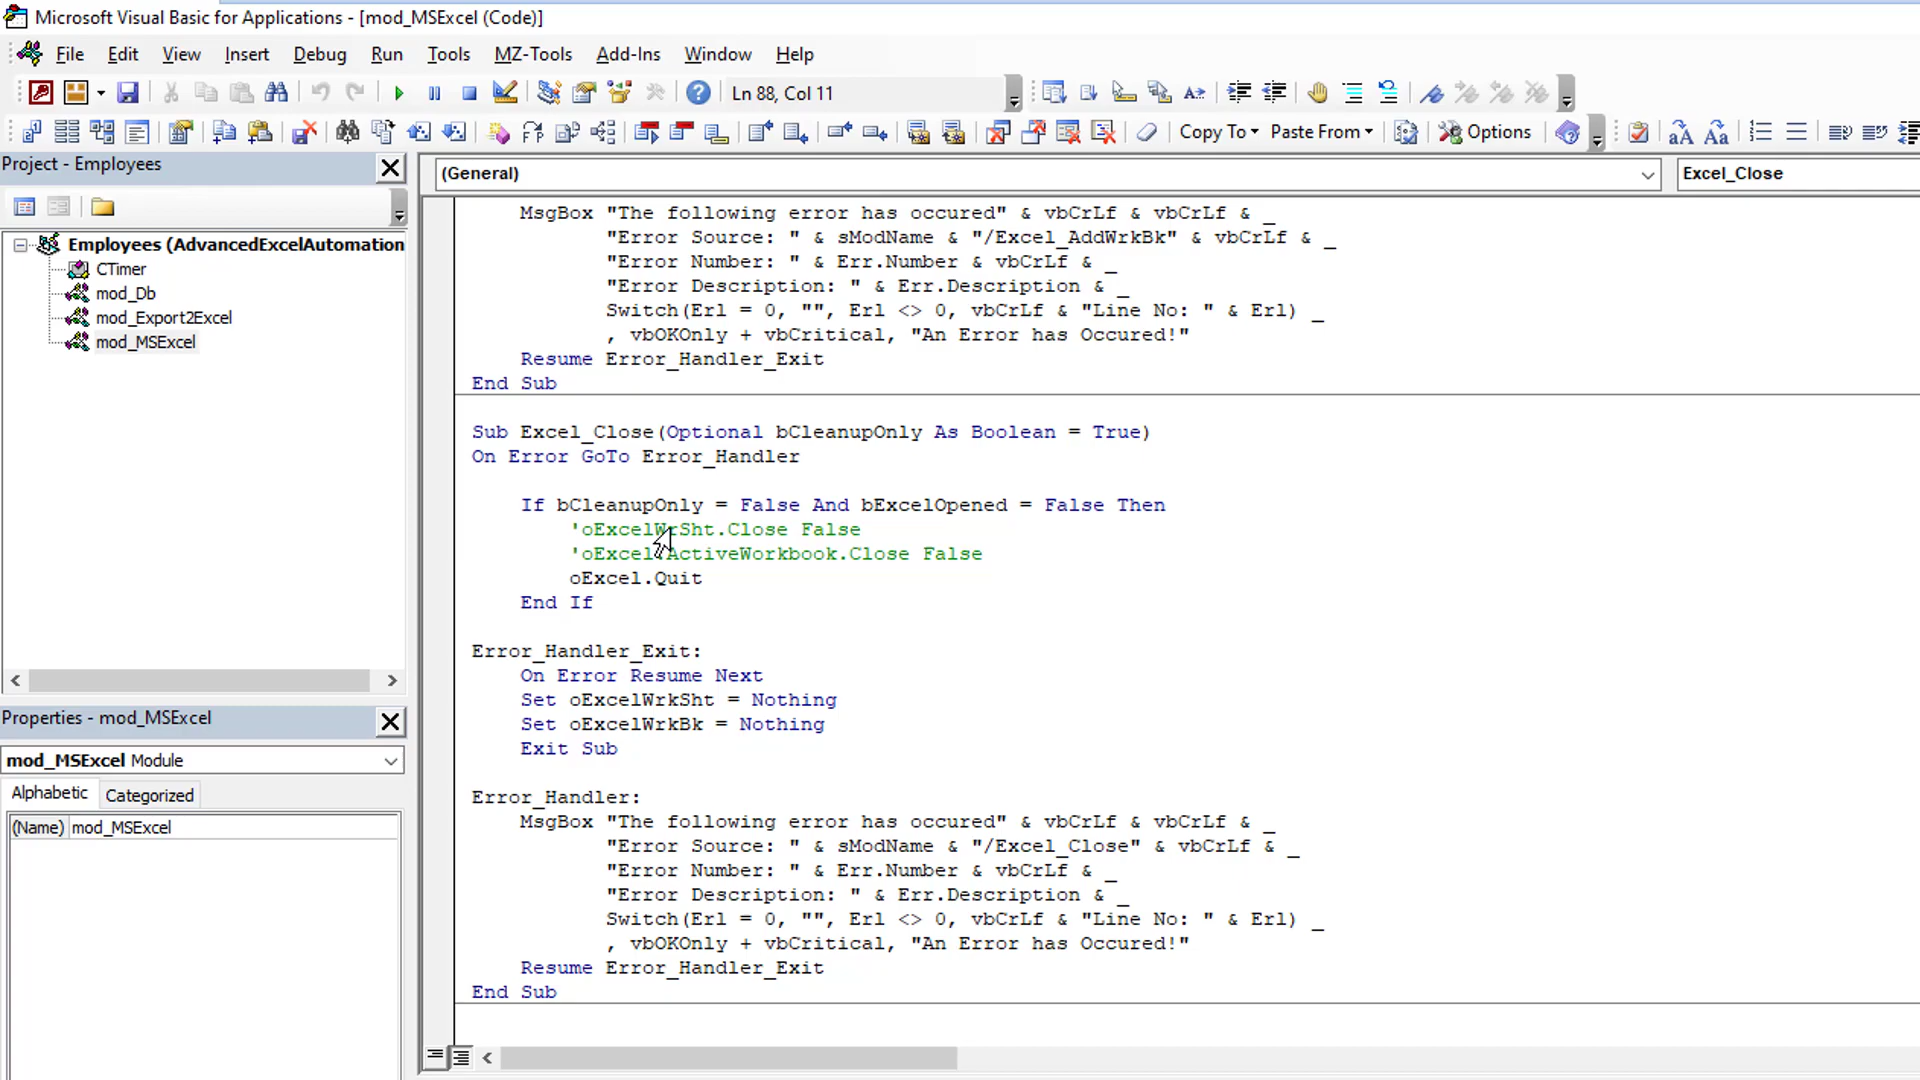 Microsoft Visual Basic for Applications - [mod_MSExcel (Code)]
File Edit View Insert Debug Run Tools MZ-Tools Add-Ins Window Help
Ln 88, Col 11
Copy To Paste From Options
Project - Employees
Employees (AdvancedExcelAutomation
CTimer
mod_Db
mod_Export2Excel
mod_MSExcel
Properties - mod_MSExcel
mod_MSExcel Module
Alphabetic Categorized
(Name) mod_MSExcel
(General) Excel_Close
MsgBox "The following error has occured" & vbCrLf & vbCrLf & _
"Error Source: " & sModName & "/Excel_AddWrkBk" & vbCrLf & _
"Error Number: " & Err.Number & vbCrLf & _
"Error Description: " & Err.Description & _
Switch(Erl = 0, "", Erl <> 0, vbCrLf & "Line No: " & Erl) _
, vbOKOnly + vbCritical, "An Error has Occured!"
Resume Error_Handler_Exit
End Sub
Sub Excel_Close(Optional bCleanupOnly As Boolean = True)
On Error GoTo Error_Handler
If bCleanupOnly = False And bExcelOpened = False Then
'oExcelWrSht.Close False
'oExcel.ActiveWorkbook.Close False
oExcel.Quit
End If
Error_Handler_Exit:
On Error Resume Next
Set oExcelWrkSht = Nothing
Set oExcelWrkBk = Nothing
Exit Sub
Error_Handler:
MsgBox "The following error has occured" & vbCrLf & vbCrLf & _
"Error Source: " & sModName & "/Excel_Close" & vbCrLf & _
"Error Number: " & Err.Number & vbCrLf & _
"Error Description: " & Err.Description & _
Switch(Erl = 0, "", Erl <> 0, vbCrLf & "Line No: " & Erl) _
, vbOKOnly + vbCritical, "An Error has Occured!"
Resume Error_Handler_Exit
End Sub